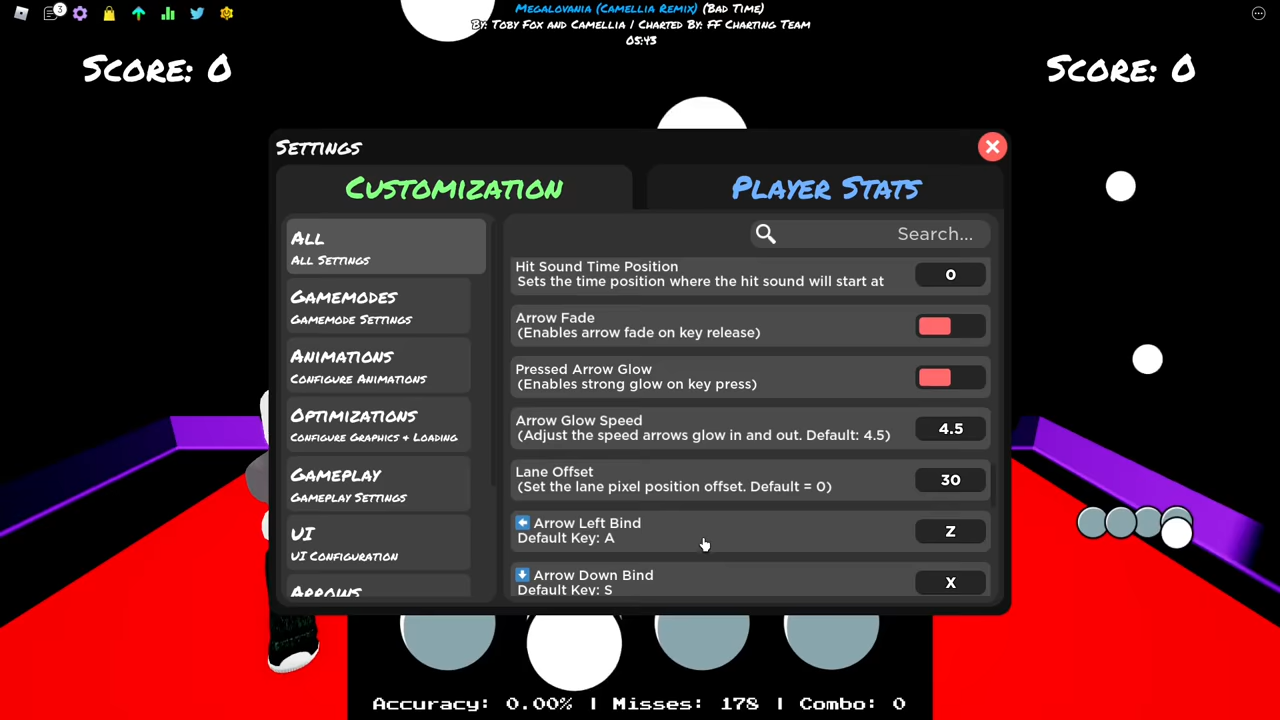 3
Megalovania (Camellia Remix) (Bad Time)
By: Toby Fox and Camellia | Charted By: FF Charting Team
05:43
Score: 0
Score: 0
Settings
Customization
Player Stats
All
All Settings
Gamemodes
Gamemode Settings
Animations
Configure Animations
Optimizations
Configure Graphics & Loading
Gameplay
Gameplay Settings
UI
UI Configuration
Arrows
Search...
Hit Sound Time Position
Sets the time position where the hit sound will start at
0
Arrow Fade
(Enables arrow fade on key release)
Pressed Arrow Glow
(Enables strong glow on key press)
Arrow Glow Speed
(Adjust the speed arrows glow in and out. Default: 4.5)
4.5
Lane Offset
(Set the lane pixel position offset. Default = 0)
30
Arrow Left Bind
Default Key: A
Z
Arrow Down Bind
Default Key: S
X
Accuracy: 0.00% | Misses: 178 | Combo: 0